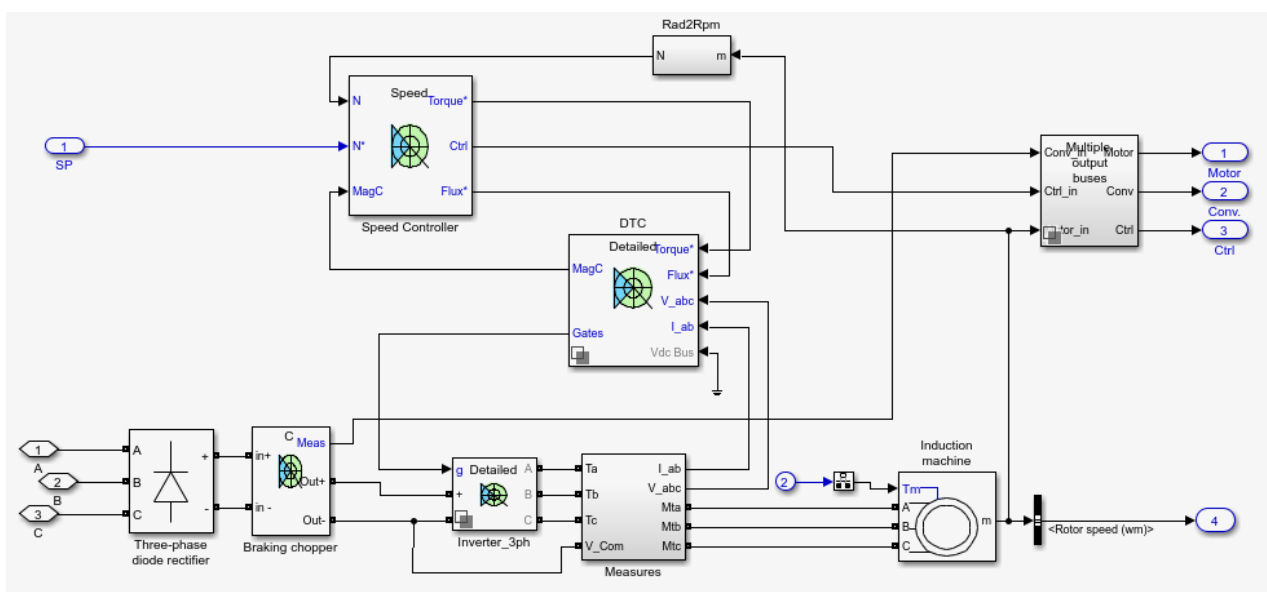 Rad2Rpm
N m
Speed
N Torque*
N* Ctrl
MagC Flux*
Speed Controller
1
SP
Multiple output buses
Conv_in Motor
Ctrl_in Conv
tor_in Ctrl
1
Motor
2
Conv.
3
Ctrl
DTC
Detailed
Torque*
MagC Flux*
V_abc
I_ab
Gates
Vdc Bus
1
A
2
B
3
C
A +
B
C -
Three-phase
diode rectifier
C
Meas
in+
Out+
in -
Out-
Braking chopper
Detailed
g A
+ B
- C
Inverter_3ph
Ta I_ab
V_abc
Tb Mta
Mtb
Tc
V_Com Mtc
Measures
2
Induction
machine
Tm
A
B m
C
<Rotor speed (wm)>
4